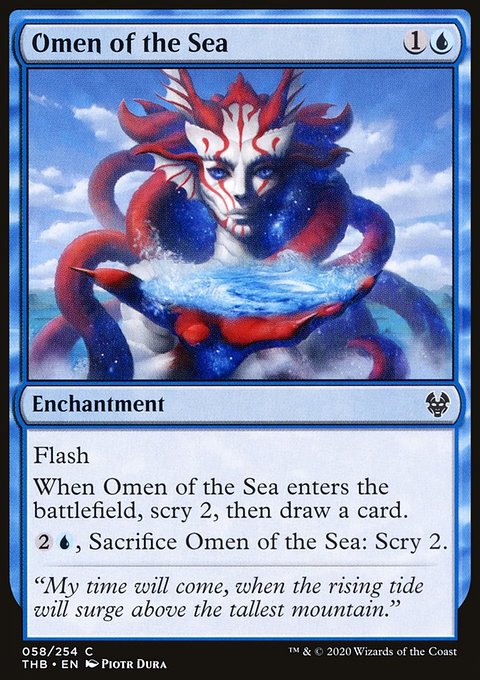 Omen of the Sea 1
Enchantment
Flash
When Omen of the Sea enters the
battlefield, scry 2, then draw a card.
2, Sacrifice Omen of the Sea: Scry 2.
“My time will come, when the rising tide
will surge above the tallest mountain.”
058/254 C
THB • EN Piotr Dura
™ & © 2020 Wizards of the Coast